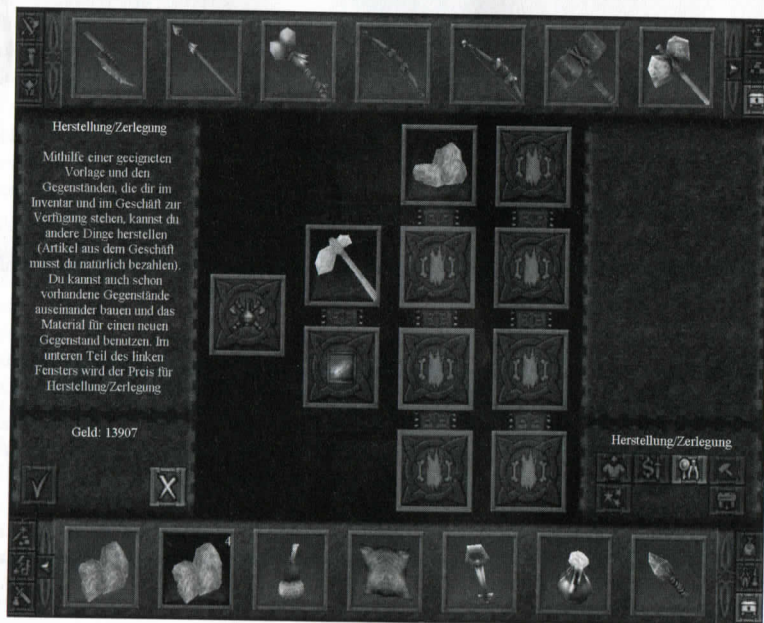 Herstellung/Zerlegung
Mithilfe einer geeigneten
Vorlage und den
Gegenständen, die dir im
Inventar und im Geschäft zur
Verfügung stehen, kannst du
andere Dinge herstellen
(Artikel aus dem Geschäft
musst du natürlich bezahlen).
Du kannst auch schon
vorhandene Gegenstände
auseinander bauen und das
Material für einen neuen
Gegenstand benutzen. Im
unteren Teil des linken
Fensters wird der Preis für
Herstellung/Zerlegung
Geld: 13907
Herstellung/Zerlegung
4